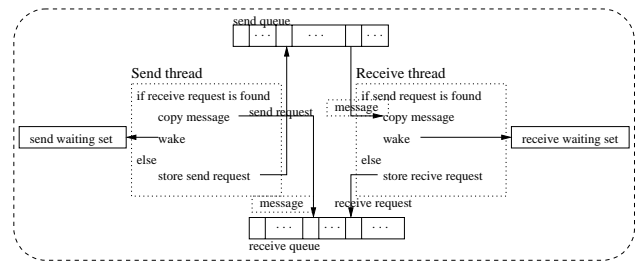 send queue
... ... ... ... ...
Send thread
Receive thread
if receive request is found
if send request is found
message
copy message
send request
copy message
send waiting set
wake
wake
receive waiting set
else
else
store send request
store recive request
message
receive request
... ... ... ...
receive queue